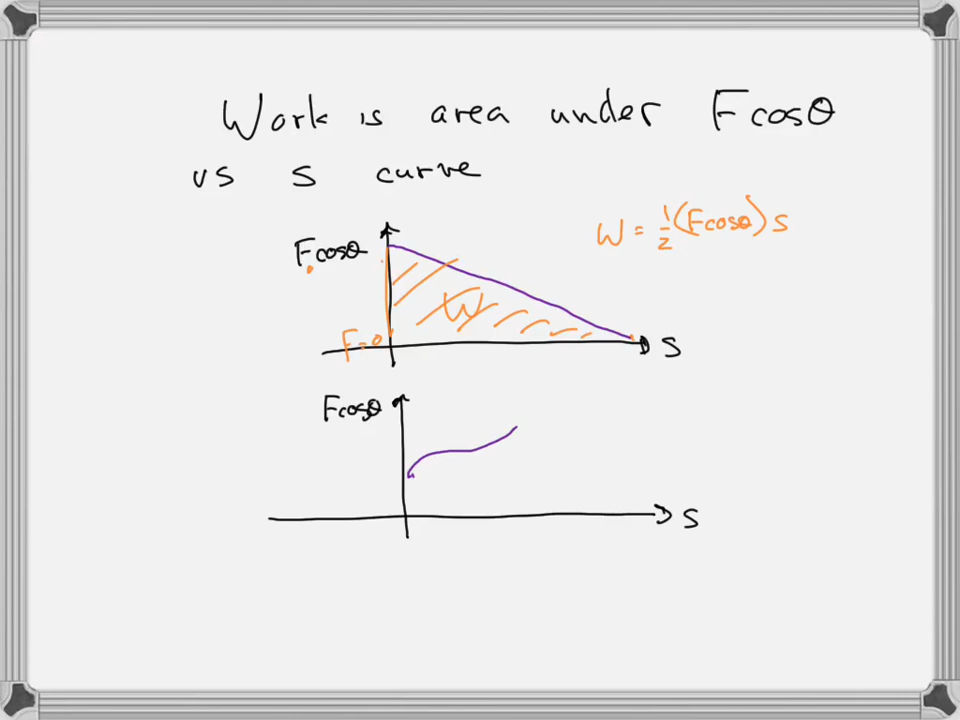 Work is area under Fcosθ
vs s curve
W = 1/2 (Fcosθ) s
Fcosθ
W
F=0
s
Fcosθ
s